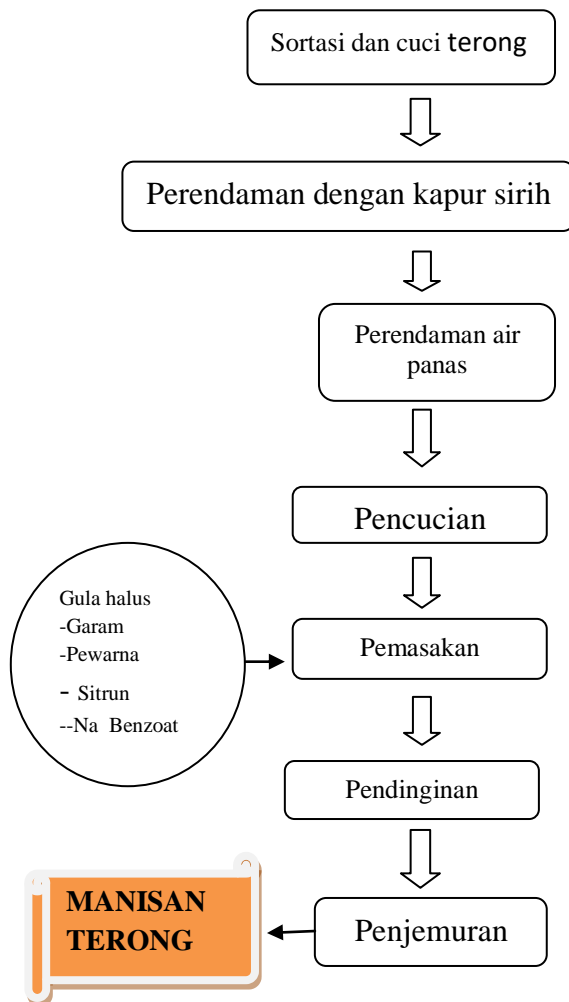 Sortasi dan cuci terong
Perendaman dengan kapur sirih
Perendaman air
panas
Pencucian
Gula halus
-Garam
-Pewarna
- Sitrun
--Na Benzoat
Pemasakan
Pendinginan
Penjemuran
MANISAN
TERONG